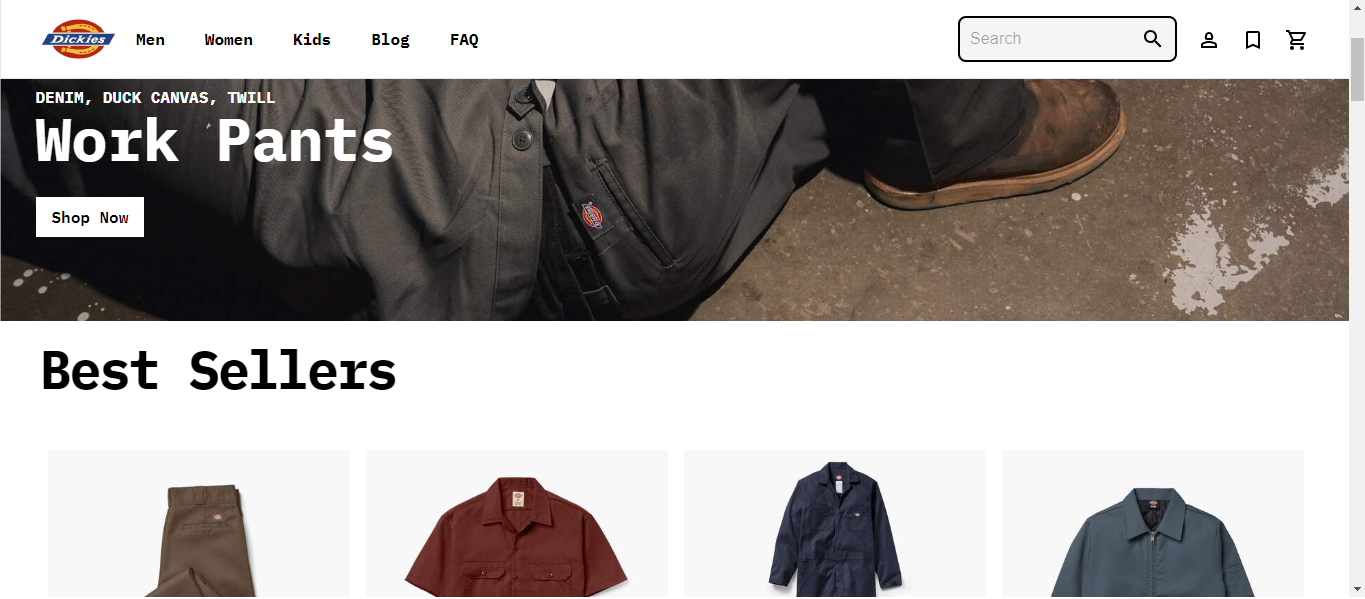 Dickies
Men
Women
Kids
Blog
FAQ
Search
DENIM, DUCK CANVAS, TWILL
Work Pants
Shop Now
Best Sellers